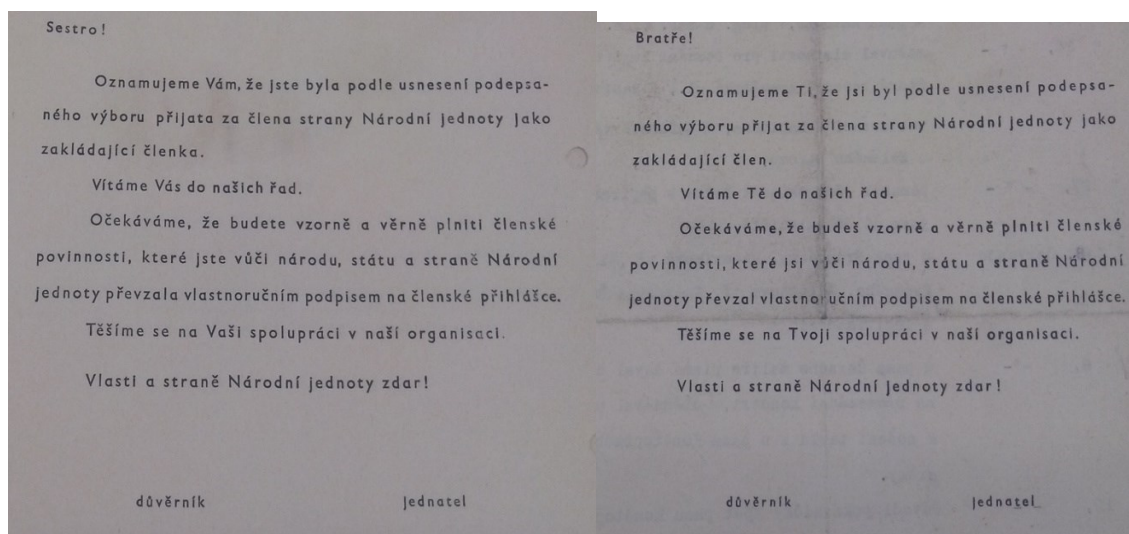 Sestro!
Oznamujeme Vám, že jste byla podle usnesení podepsa-
ného výboru přijata za člena strany Národní jednoty jako
zakládající členka.
Vítáme Vás do našich řad.
Očekáváme, že budete vzorně a věrně plniti členské
povinnosti, které jste vůči národu, státu a straně Národní
jednoty převzala vlastnoručním podpisem na členské přihlášce.
Těšíme se na Vaši spolupráci v naší organisaci.
Vlasti a straně Národní jednoty zdar!
důvěrník jednatel
Bratře!
Oznamujeme Ti, že jsi byl podle usnesení podepsa-
ného výboru přijat za člena strany Národní jednoty jako
zakládající člen.
Vítáme Tě do našich řad.
Očekáváme, že budeš vzorně a věrně plniti členské
povinnosti, které jsi vůči národu, státu a straně Národní
jednoty převzal vlastnoručním podpisem na členské přihlášce.
Těšíme se na Tvoji spolupráci v naší organisaci.
Vlasti a straně Národní jednoty zdar!
důvěrník jednatel